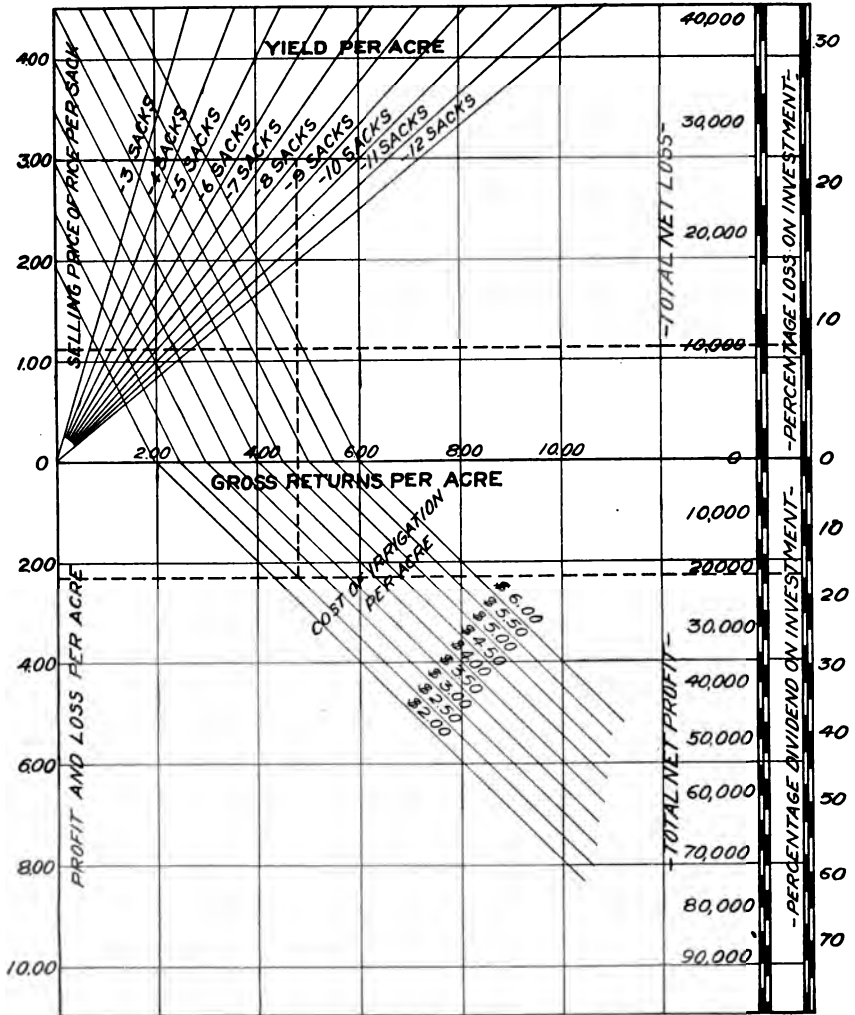 YIELD PER ACRE
SELLING PRICE OF RICE PER SACK
400
300
200
1.00
0
-3 SACKS
-4 SACKS
-5 SACKS
-6 SACKS
-7 SACKS
-8 SACKS
-9 SACKS
-10 SACKS
-11 SACKS
-12 SACKS
2.00
400
6.00
8.00
10.00
GROSS RETURNS PER ACRE
PROFIT AND LOSS PER ACRE
200
400
600
800
10.00
COST OF IRRIGATION
PER ACRE
$ 6.00
$ 5.50
$ 5.00
$ 4.50
$ 4.00
$ 3.50
$ 3.00
$ 2.50
$ 2.00
-TOTAL NET LOSS-
40,000
30,000
20,000
10,000
0
-TOTAL NET PROFIT-
10,000
20000
30.000
40,000
50,000
60,000
70,000
80,000
90,000
-PERCENTAGE LOSS ON INVESTMENT-
30
20
10
0
-PERCENTAGE DIVIDEND ON INVESTMENT-
10
20
30
40
50
60
70